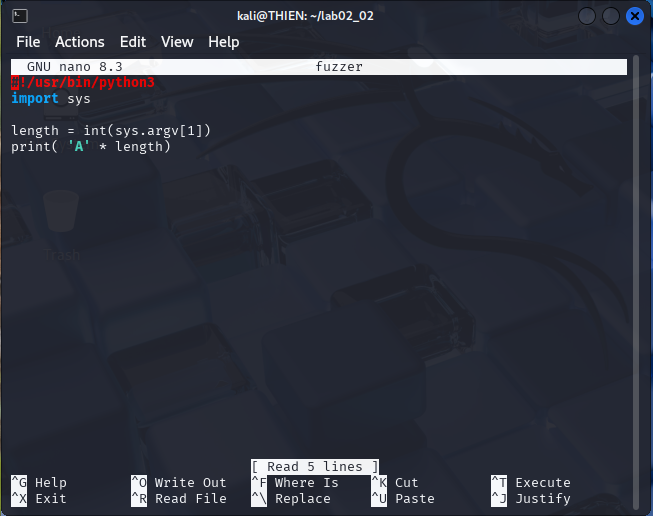 kali@THIEN: ~/lab02_02
File Actions Edit View Help
GNU nano 8.3 fuzzer
#!/usr/bin/python3
import sys
length = int(sys.argv[1])
print( 'A' * length)
Trash
[ Read 5 lines ]
^G Help ^O Write Out ^F Where Is ^K Cut ^T Execute
^X Exit ^R Read File ^\ Replace ^U Paste ^J Justify